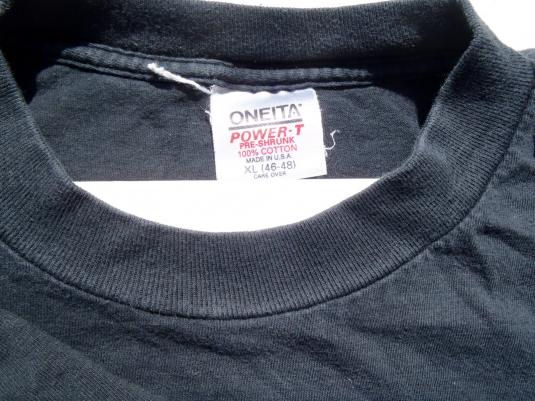 ONEITA®
POWER-T
PRE-SHRUNK
100% COTTON
MADE IN U.S.A.
XL (46-48)
CARE OVER